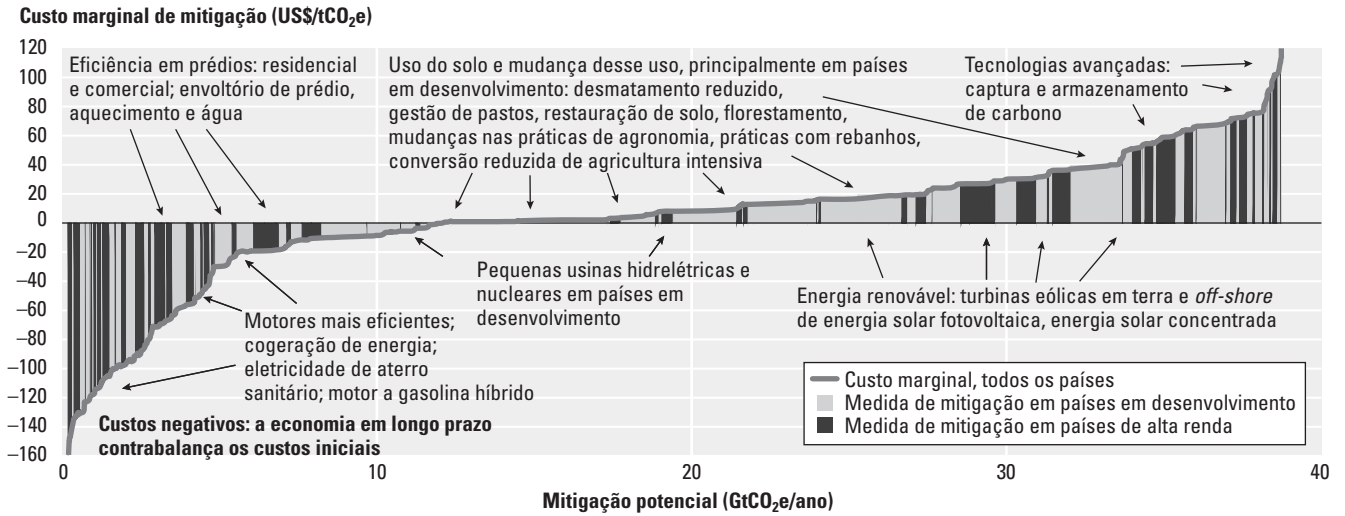 Custo marginal de mitigação (US$/tCO₂e)
120
100
80
60
40
20
0
–20
–40
–60
–80
–100
–120
–140
–160
Eficiência em prédios: residencial
e comercial; envoltório de prédio,
aquecimento e água
Uso do solo e mudança desse uso, principalmente em países
em desenvolvimento: desmatamento reduzido,
gestão de pastos, restauração de solo, florestamento,
mudanças nas práticas de agronomia, práticas com rebanhos,
conversão reduzida de agricultura intensiva
Tecnologias avançadas:
captura e armazenamento
de carbono
Pequenas usinas hidrelétricas e
nucleares em países em
desenvolvimento
Energia renovável: turbinas eólicas em terra e off-shore
de energia solar fotovoltaica, energia solar concentrada
Motores mais eficientes;
cogeração de energia;
eletricidade de aterro
sanitário; motor a gasolina híbrido
Custos negativos: a economia em longo prazo
contrabalança os custos iniciais
Custo marginal, todos os países
Medida de mitigação em países em desenvolvimento
Medida de mitigação em países de alta renda
0 10 20 30 40
Mitigação potencial (GtCO₂e/ano)